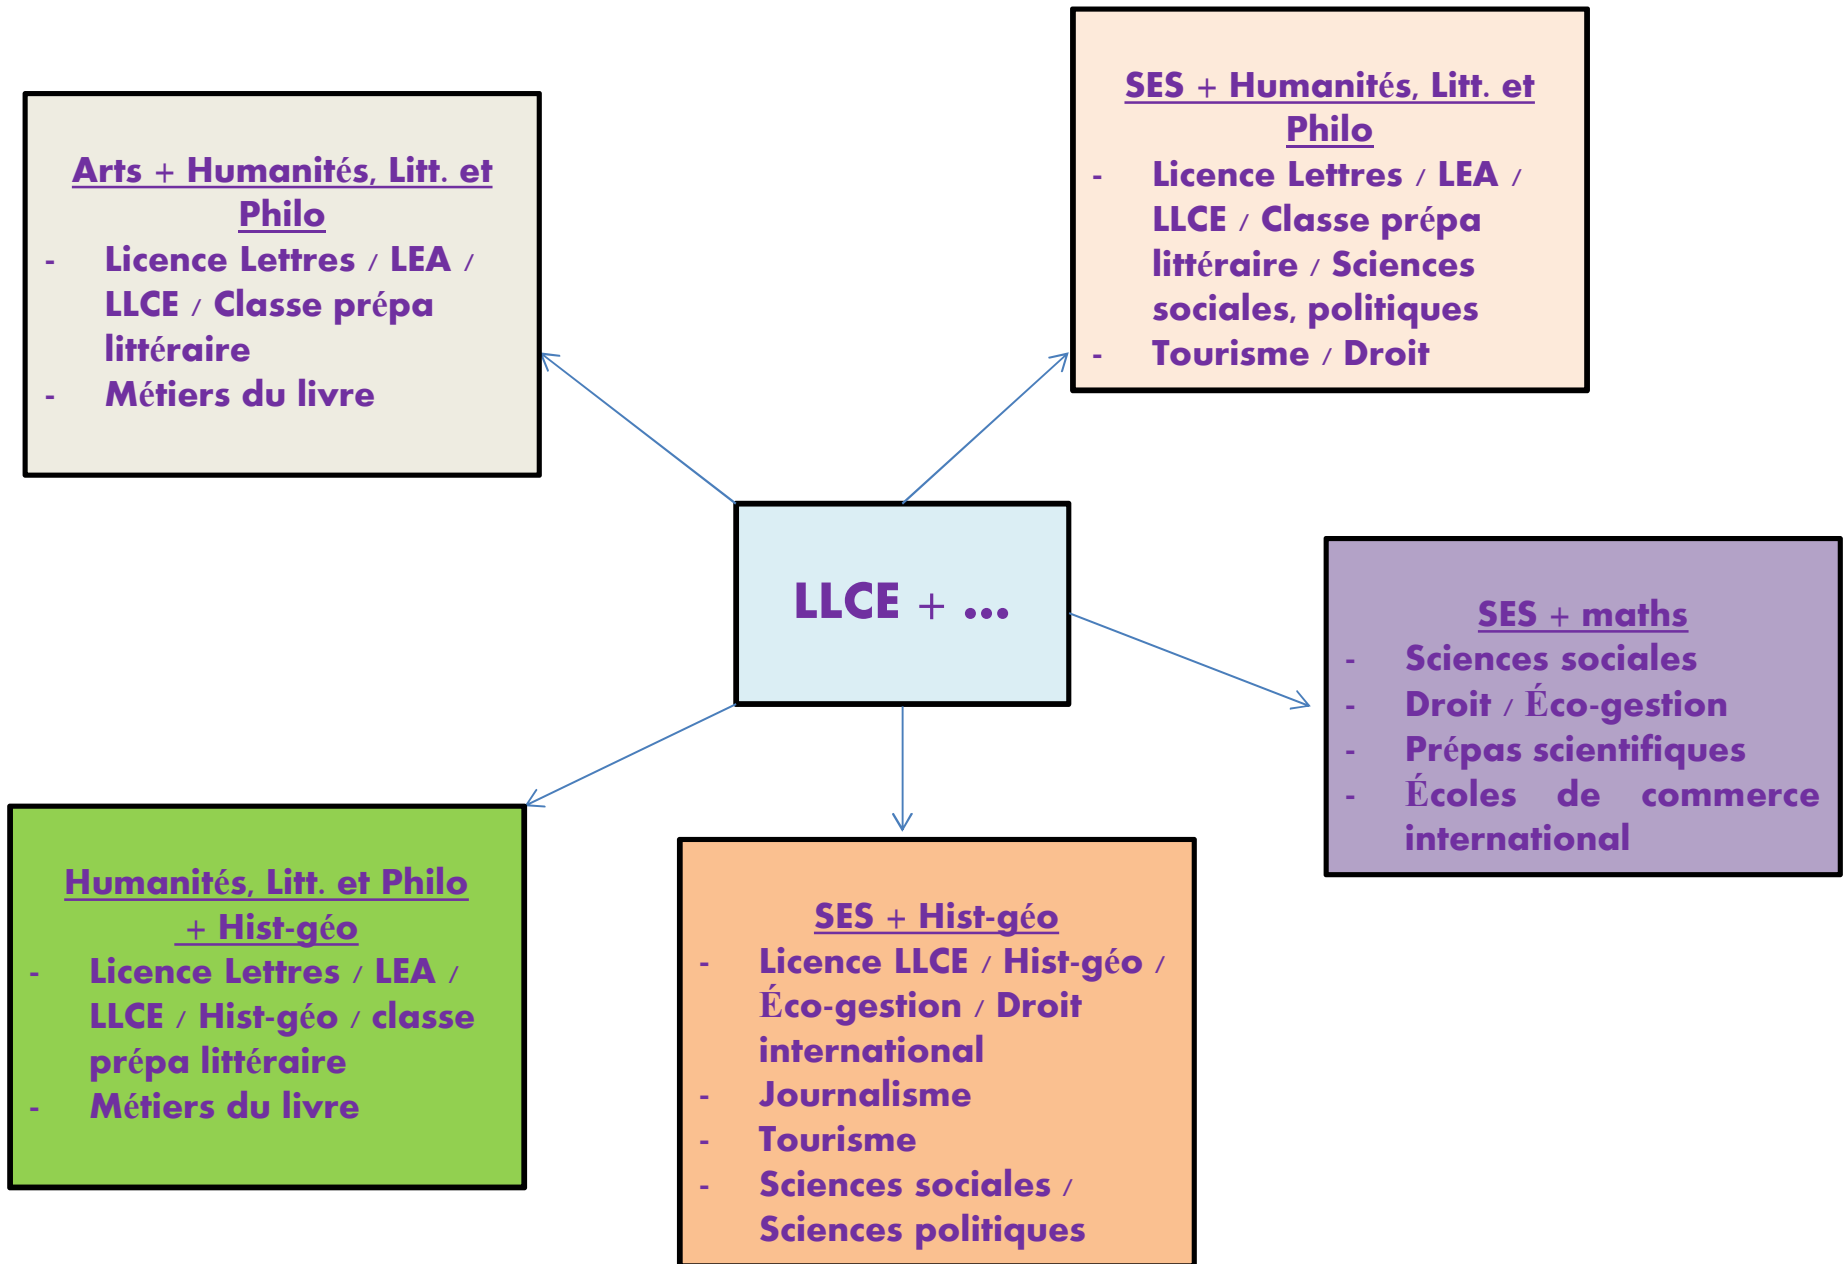 Arts + Humanités, Litt. et
Philo
- Licence Lettres / LEA /
LLCE / Classe prépa
littéraire
- Métiers du livre
SES + Humanités, Litt. et
Philo
- Licence Lettres / LEA /
LLCE / Classe prépa
littéraire / Sciences
sociales, politiques
- Tourisme / Droit
LLCE + ...
SES + maths
- Sciences sociales
- Droit / Éco-gestion
- Prépas scientifiques
- Écoles de commerce
international
Humanités, Litt. et Philo
+ Hist-géo
- Licence Lettres / LEA /
LLCE / Hist-géo / classe
prépa littéraire
- Métiers du livre
SES + Hist-géo
- Licence LLCE / Hist-géo /
Éco-gestion / Droit
international
- Journalisme
- Tourisme
- Sciences sociales /
Sciences politiques